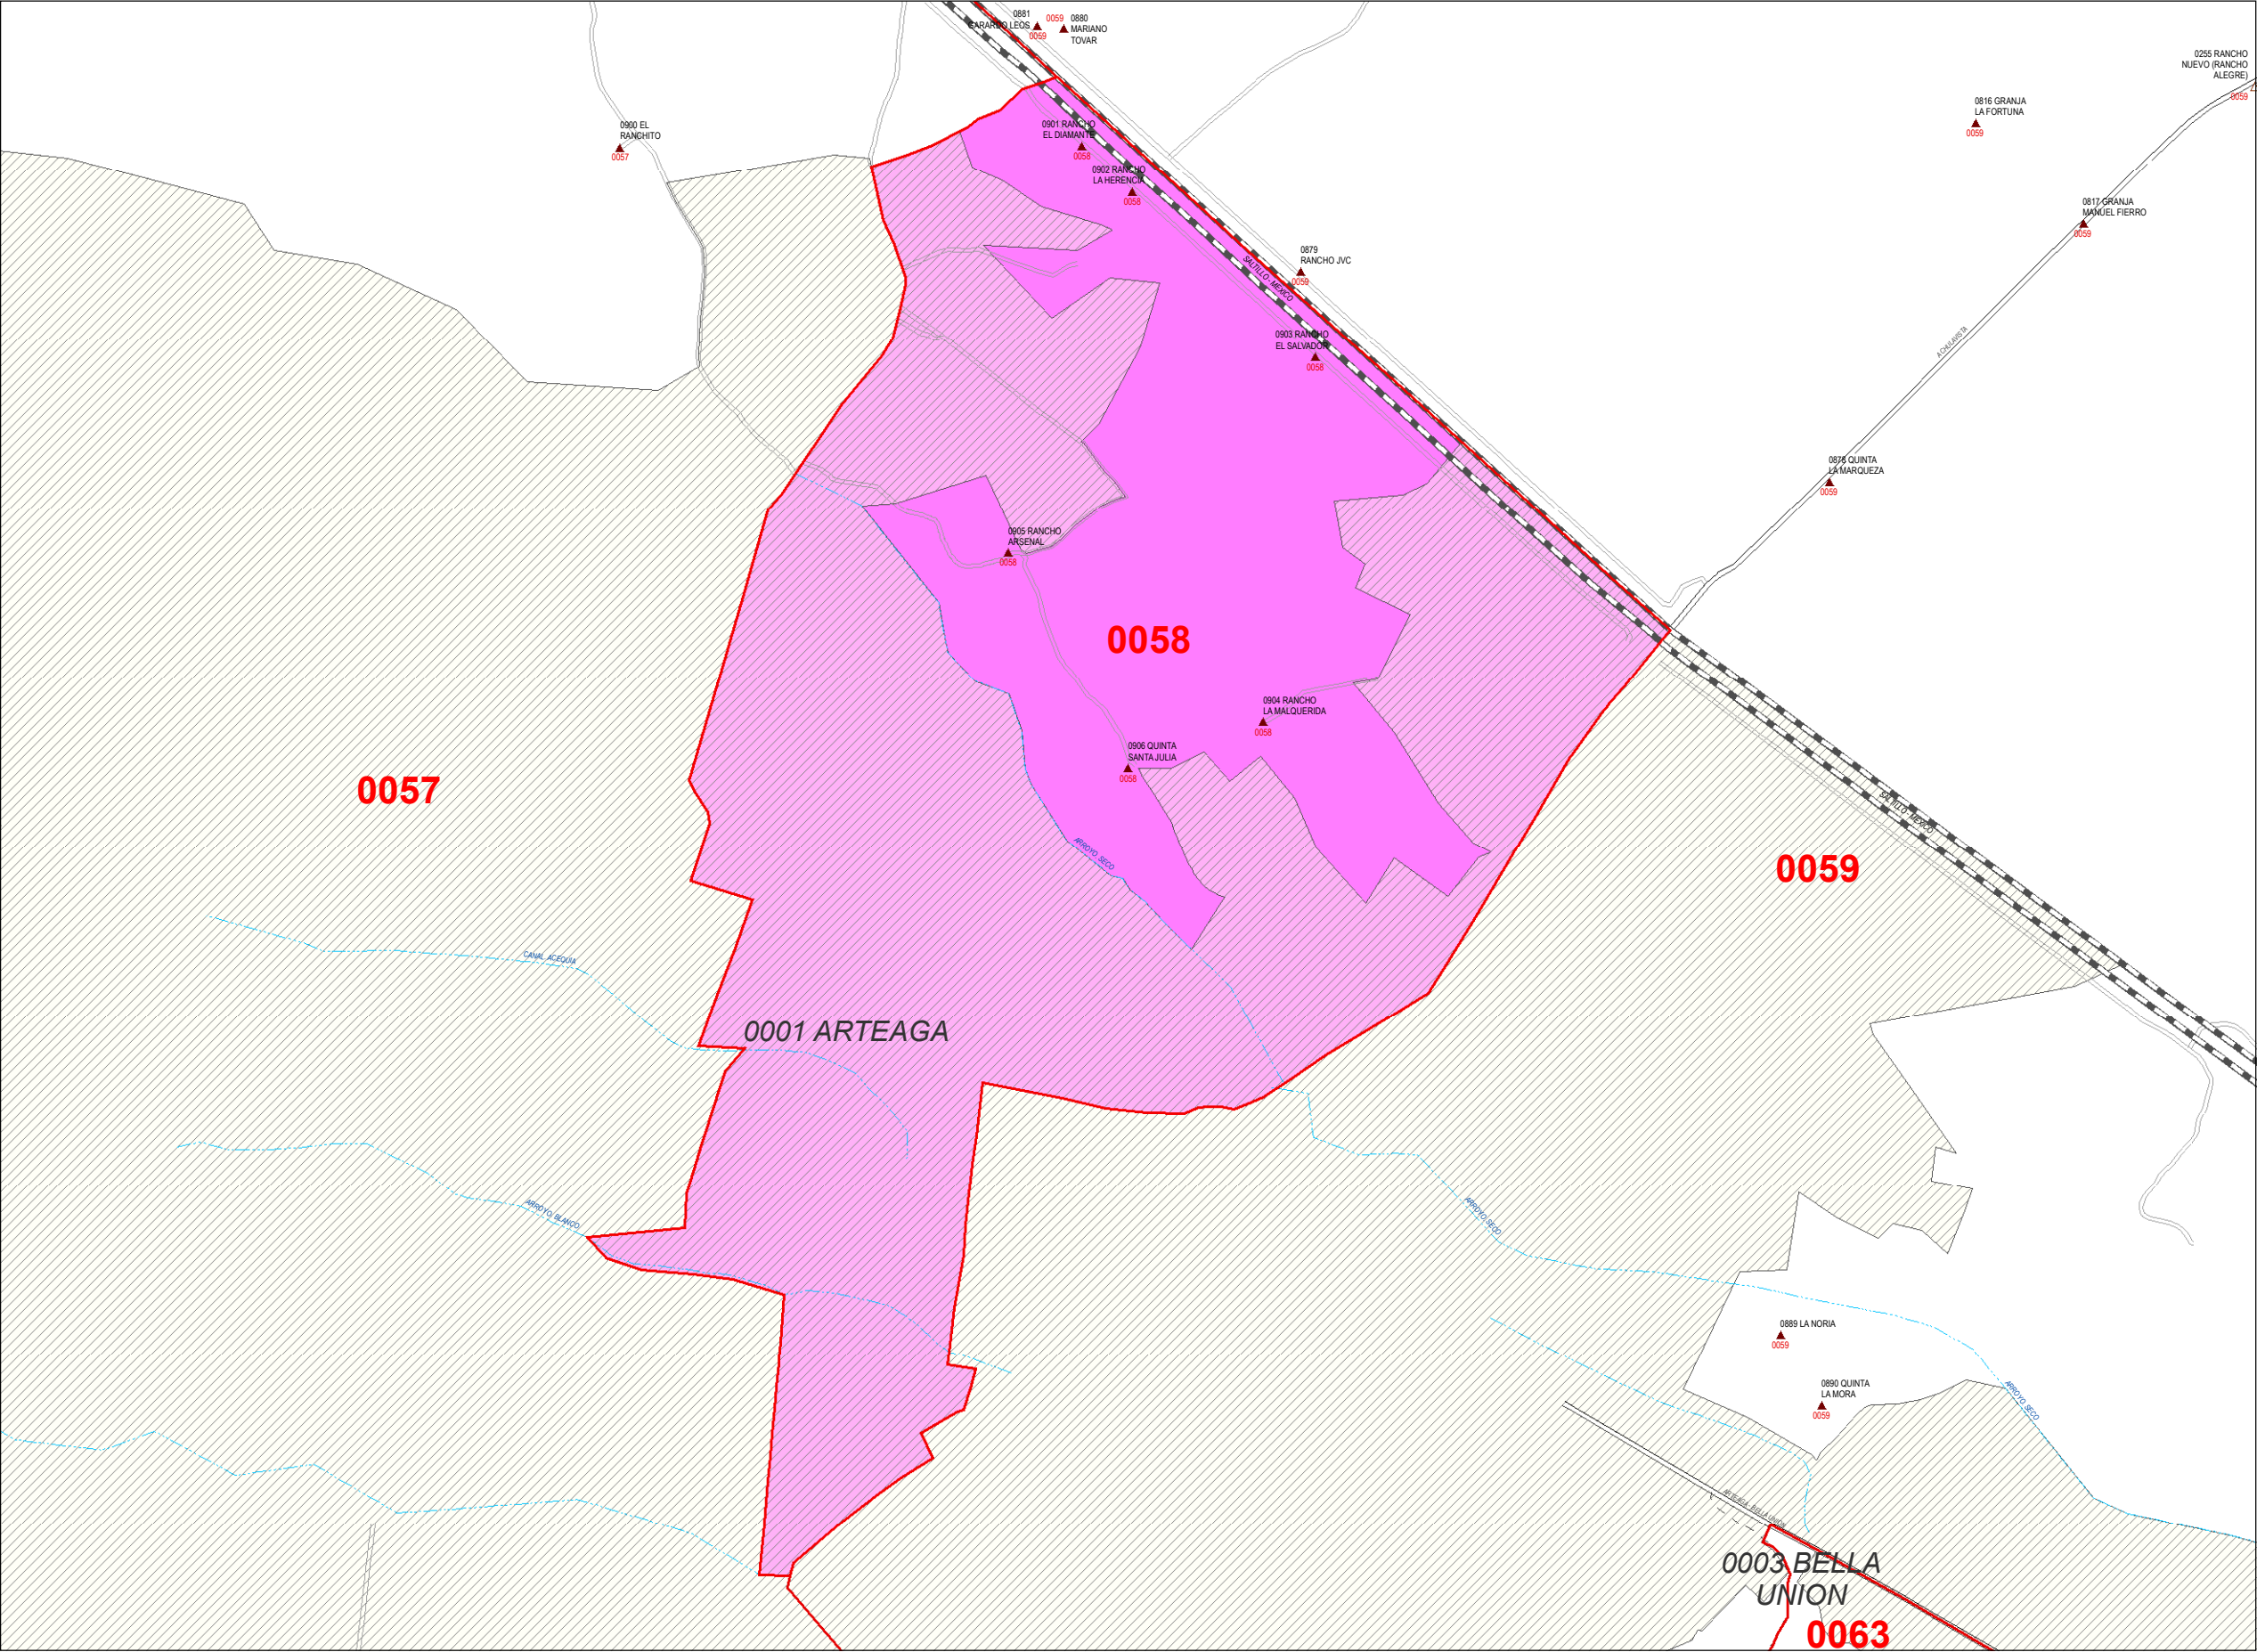 0881
GARARDO LEOS
0059
0059
0880
MARIANO
TOVAR
0255 RANCHO
NUEVO (RANCHO
ALEGRE)
0059
0816 GRANJA
LA FORTUNA
0059
0900 EL
RANCHITO
0057
0901 RANCHO
EL DIAMANTE
0058
0902 RANCHO
LA HERENCIA
0058
0817 GRANJA
MANUEL FIERRO
0059
0879
RANCHO JVC
0059
SALTILLO - MEXICO
0903 RANCHO
EL SALVADOR
0058
A CHULAVISTA
0878 QUINTA
LA MARQUEZA
0059
0905 RANCHO
ARSENAL
0058
0058
0904 RANCHO
LA MALQUERIDA
0058
0906 QUINTA
SANTA JULIA
0058
0057
SALTILLO - MEXICO
ARROYO SECO
0059
CANAL ACEQUIA
0001 ARTEAGA
ARROYO BLANCO
ARROYO SECO
0889 LA NORIA
0059
0890 QUINTA
LA MORA
0059
ARROYO SECO
ARTEAGA - BELLA UNION
0003 BELLA
UNION
0063